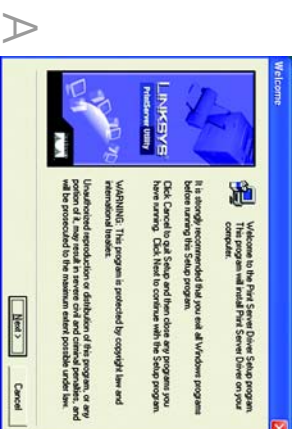 A
Welcome
Welcome to the Print Server Driver Setup program.
This program will install Print Server Driver on your
computer.
It is strongly recommended that you exit all Windows programs
before running this Setup program.
Click Cancel to quit Setup and then close any programs you
have running. Click Next to continue with the Setup program.
WARNING: This program is protected by copyright law and
international treaties.
Unauthorized reproduction or distribution of this program, or any
portion of it, may result in severe civil and criminal penalties, and
will be prosecuted to the maximum extent possible under law.
LINKSYS
PrintServer Utility
Next >
Cancel